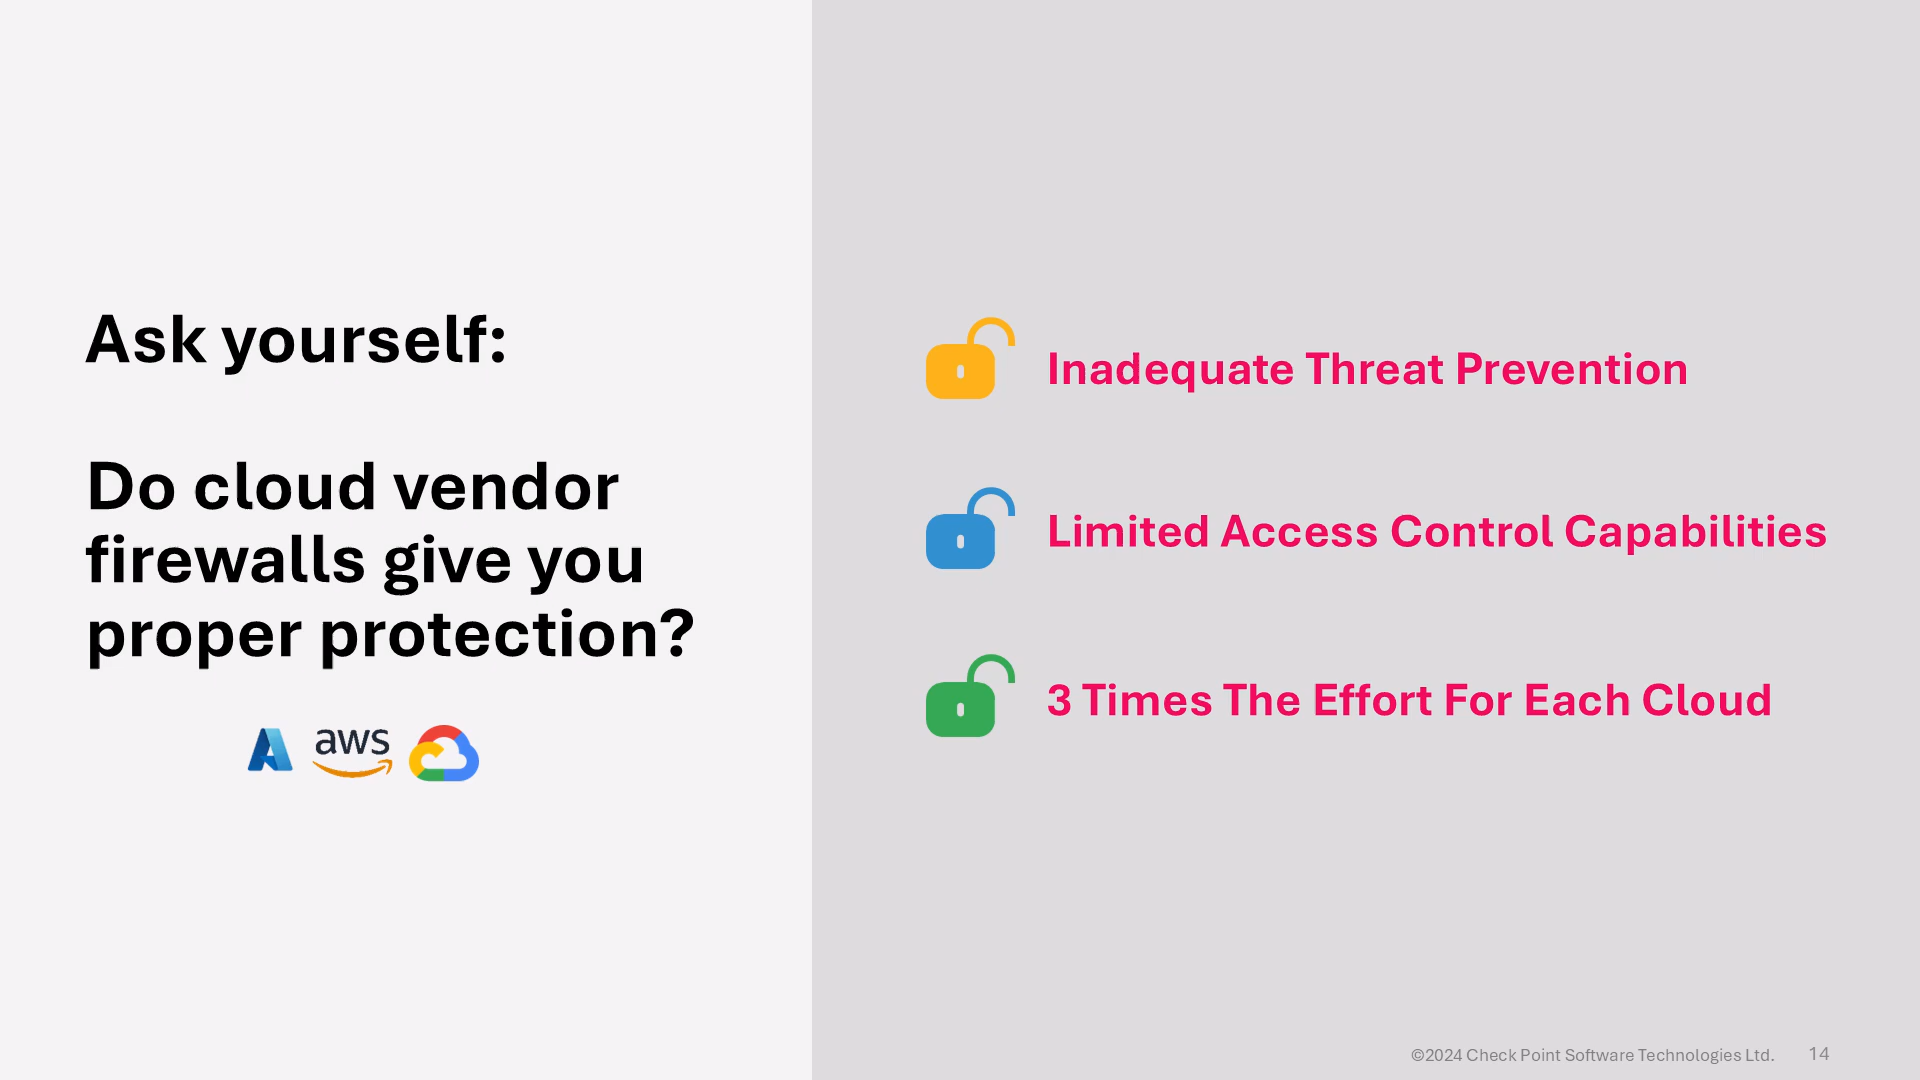 Ask yourself:
Do cloud vendor
firewalls give you
proper protection?
aws
Inadequate Threat Prevention
Limited Access Control Capabilities
3 Times The Effort For Each Cloud
©2024 Check Point Software Technologies Ltd. 14